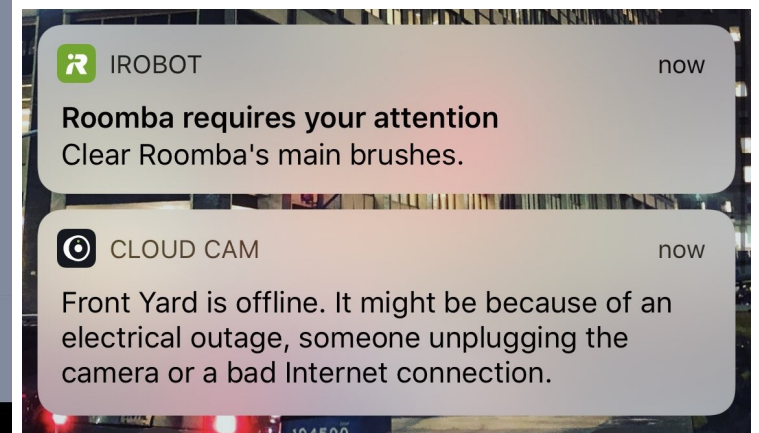 IROBOT
now
Roomba requires your attention
Clear Roomba's main brushes.
CLOUD CAM
now
Front Yard is offline. It might be because of an
electrical outage, someone unplugging the
camera or a bad Internet connection.